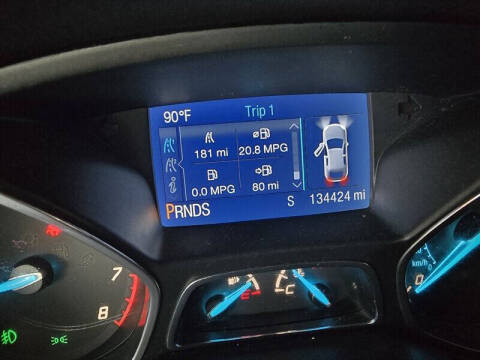 90°F Trip 1
181 mi 20.8 MPG
0.0 MPG 80 mi
PRNDS S 134424 mi
7
8
E C
0
km/h